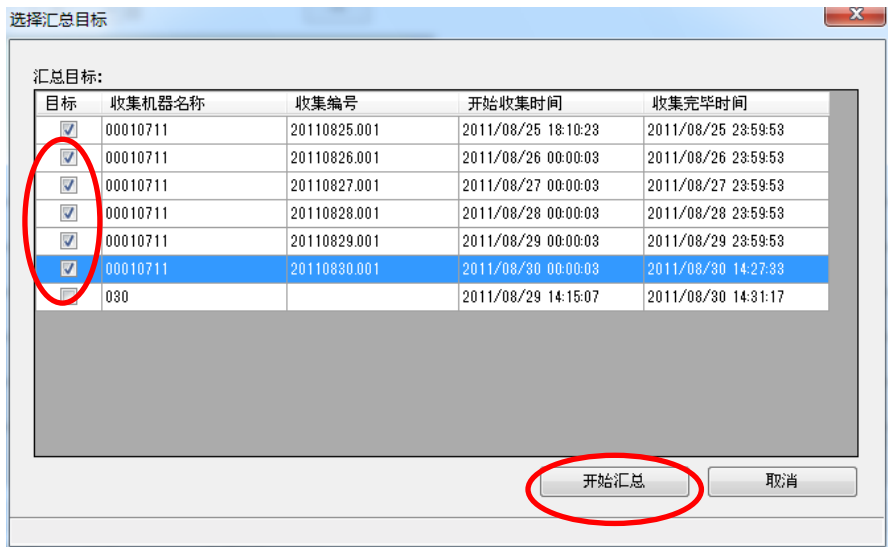 选择汇总目标
汇总目标:
目标 收集机器名称 收集编号 开始收集时间 收集完毕时间
00010711 20110825.001 2011/08/25 18:10:23 2011/08/25 23:59:53
00010711 20110826.001 2011/08/26 00:00:03 2011/08/26 23:59:53
00010711 20110827.001 2011/08/27 00:00:03 2011/08/27 23:59:53
00010711 20110828.001 2011/08/28 00:00:03 2011/08/28 23:59:53
00010711 20110829.001 2011/08/29 00:00:03 2011/08/29 23:59:53
00010711 20110830.001 2011/08/30 00:00:03 2011/08/30 14:27:33
030 2011/08/29 14:15:07 2011/08/30 14:31:17
开始汇总 取消